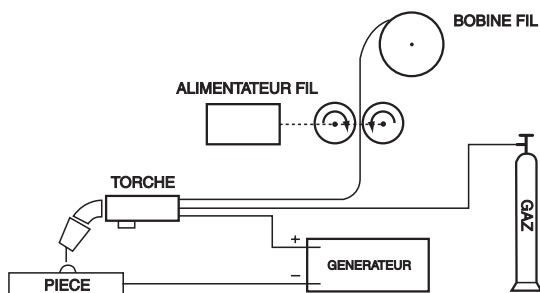 BOBINE FIL
ALIMENTATEUR FIL
TORCHE
GAZ
+
GENERATEUR
–
PIECE